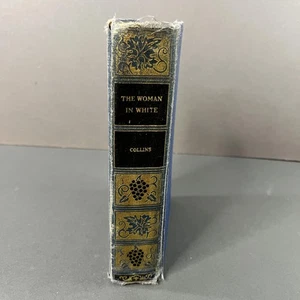 THE WOMAN
IN WHITE
COLLINS